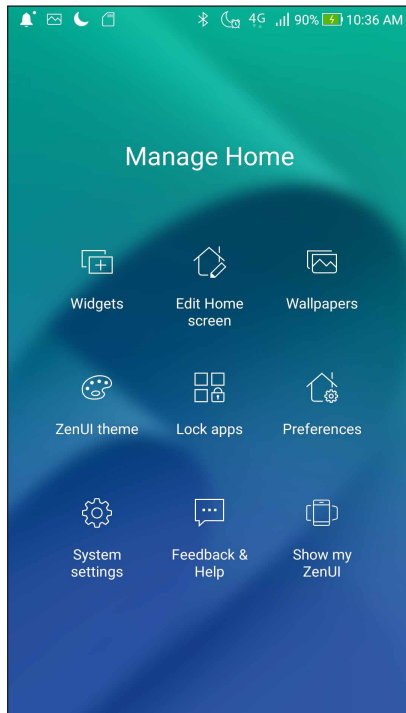 4G 90% 10:36 AM
Manage Home
Widgets
Edit Home
screen
Wallpapers
ZenUI theme
Lock apps
Preferences
System
settings
Feedback &
Help
Show my
ZenUI